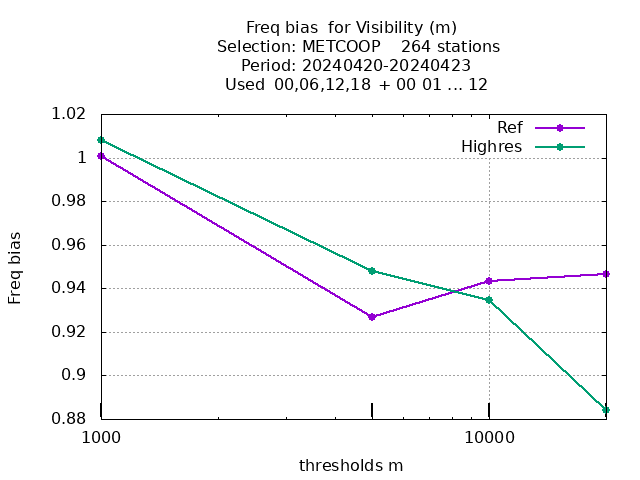 Freq bias for Visibility (m)
Selection: METCOOP 264 stations
Period: 20240420-20240423
Used 00,06,12,18 + 00 01 ... 12
Ref
Highres
1.02
1
0.98
0.96
0.94
0.92
0.9
0.88
Freq bias
1000
10000
thresholds m